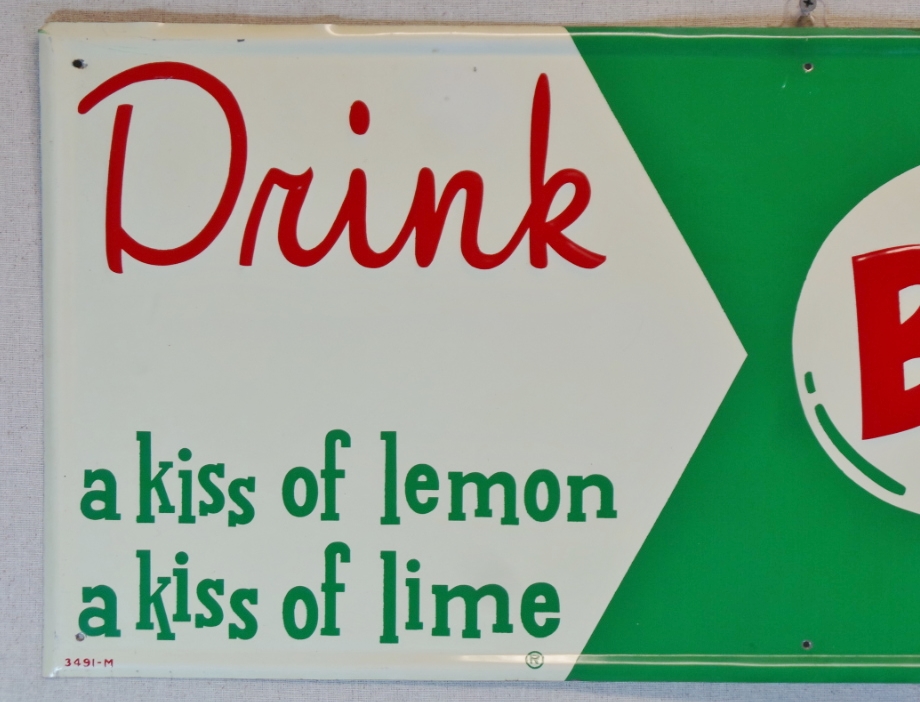 Drink
B
a kiss of lemon
a kiss of lime
3491-M
®